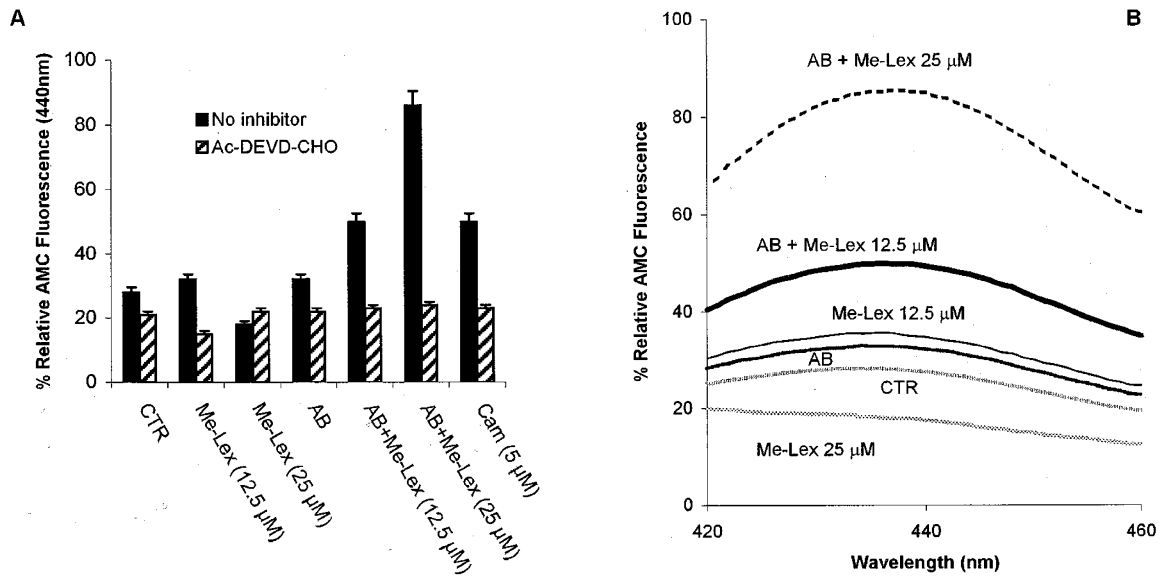 A
% Relative AMC Fluorescence (440nm)
100
80
60
40
20
0
No inhibitor
Ac-DEVD-CHO
CTR
Me-Lex (12.5 µM)
Me-Lex (25 µM)
AB
AB+Me-Lex (12.5 µM)
AB+Me-Lex (25 µM)
Cam (5 µM)
B
% Relative AMC Fluorescence
100
80
60
40
20
0
AB + Me-Lex 25 µM
AB + Me-Lex 12.5 µM
Me-Lex 12.5 µM
AB
CTR
Me-Lex 25 µM
420
440
460
Wavelength (nm)